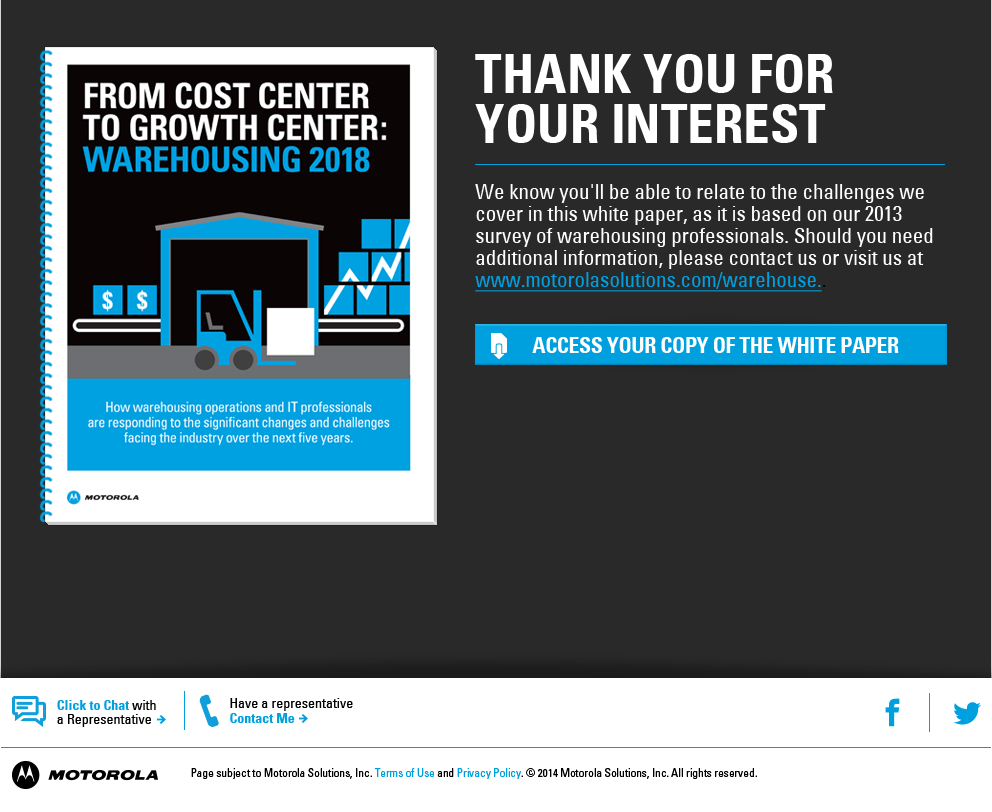 FROM COST CENTER
TO GROWTH CENTER:
WAREHOUSING 2018
$ $
How warehousing operations and IT professionals
are responding to the significant changes and challenges
facing the industry over the next five years.
MOTOROLA
THANK YOU FOR
YOUR INTEREST
We know you'll be able to relate to the challenges we
cover in this white paper, as it is based on our 2013
survey of warehousing professionals. Should you need
additional information, please contact us or visit us at
www.motorolasolutions.com/warehouse..
ACCESS YOUR COPY OF THE WHITE PAPER
Click to Chat with
a Representative
Have a representative
Contact Me
MOTOROLA
Page subject to Motorola Solutions, Inc. Terms of Use and Privacy Policy. © 2014 Motorola Solutions, Inc. All rights reserved.